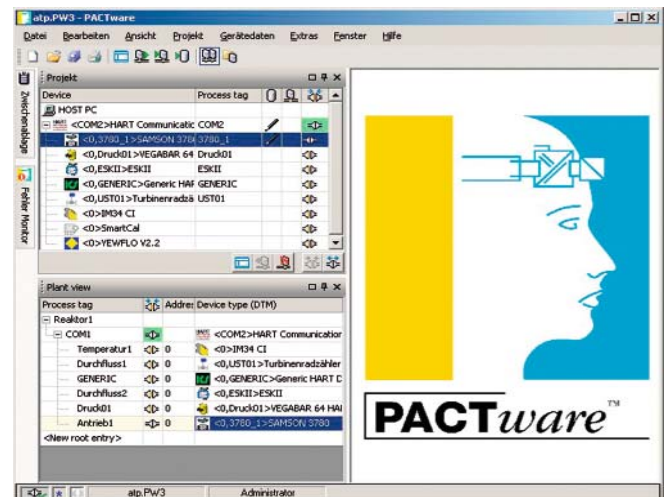 atp.PW3 - PACTware
Datei Bearbeiten Ansicht Projekt Gerätedaten Extras Fenster Hilfe
Zwischenablage
Fehler Monitor
Projekt
Device Process tag
HOST PC
<COM2>HART Communicatic COM2
<0,3780_1>SAMSON 378( 3780_1
<0,Druck01>VEGABAR 64 Druck01
<0,ESKII>ESKII ESKII
<0,GENERIC>Generic HAF GENERIC
<0,UST01>Turbinenradzä UST01
<0>IM34 CI
<0>SmartCal
<0>YEWFLO V2.2
Plant view
Process tag Addres Device type (DTM)
Reaktor1
COM1 <COM2>HART Communication
Temperatur1 0 <0>IM34 CI
Durchfluss1 0 <0,UST01>Turbinenradzähler
GENERIC 0 <0,GENERIC>Generic HART D
Durchfluss2 0 <0,ESKII>ESKII
Druck01 0 <0,Druck01>VEGABAR 64 HAI
Antrieb1 0 <0,3780_1>SAMSON 3780
<New root entry>
PACTware™
atp.PW3 Administrator